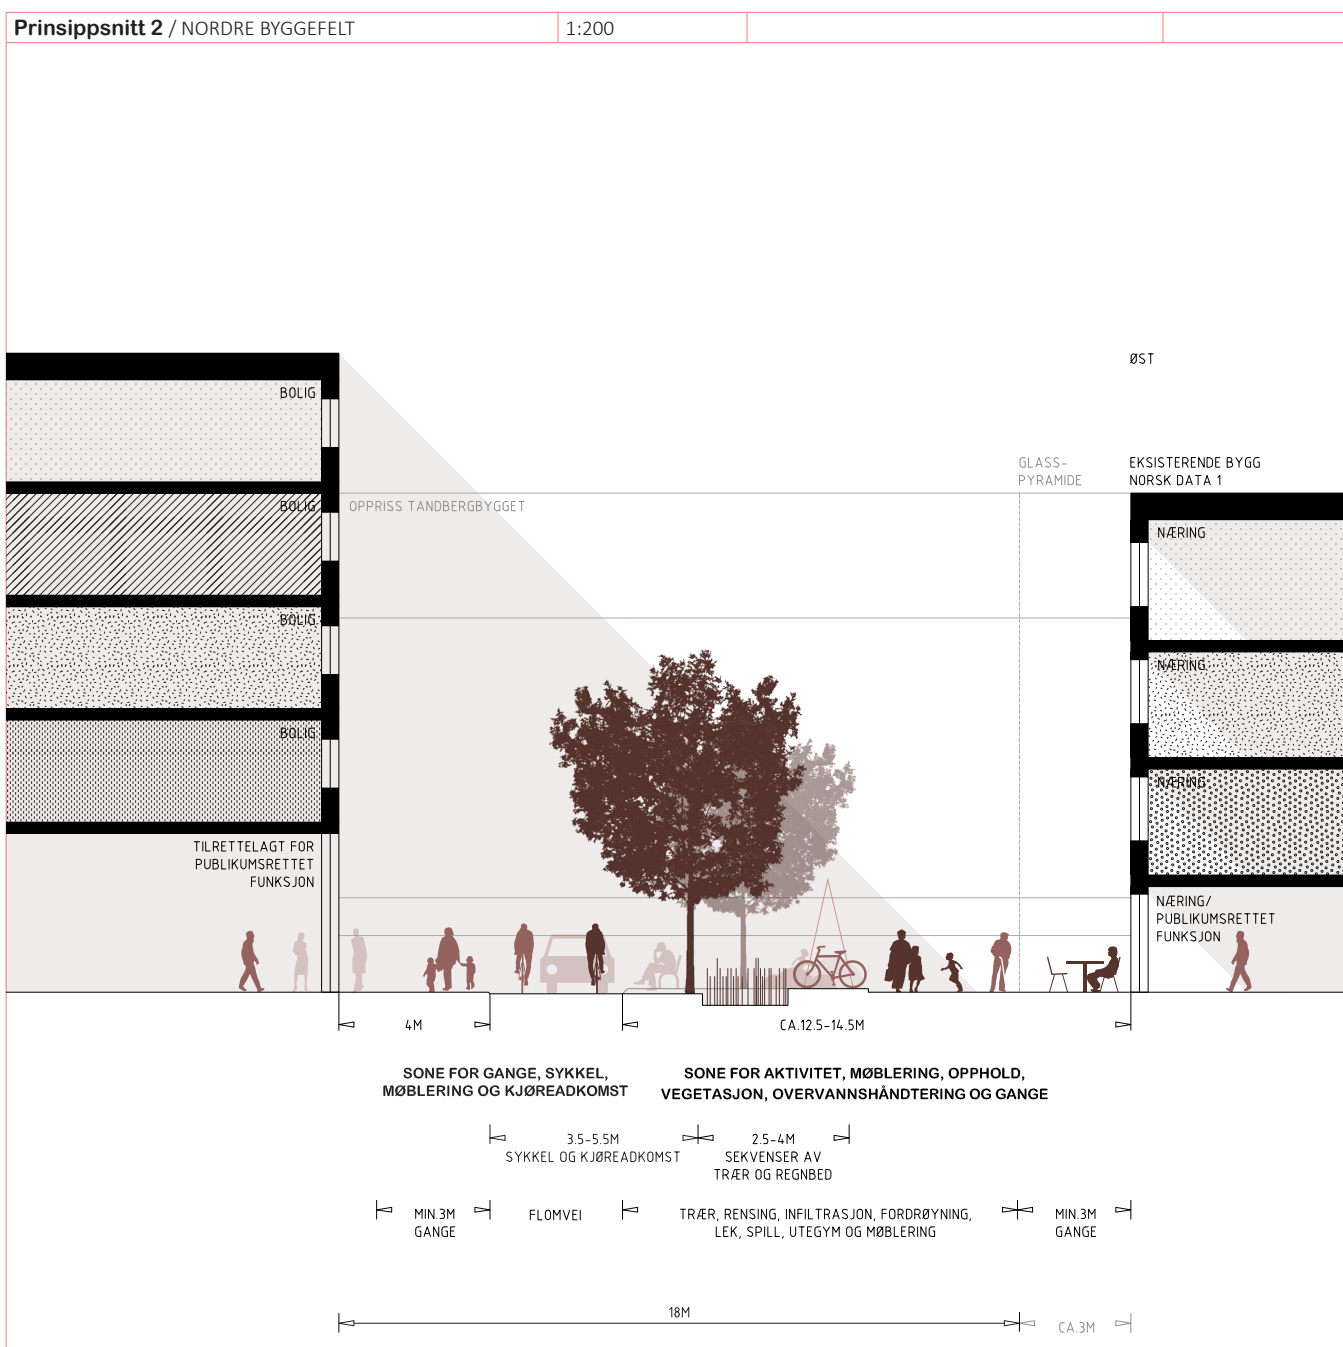 Prinsippsnitt 2 / NORDRE BYGGEFELT
1:200
ØST
BOLIG
GLASS-
PYRAMIDE
EKSISTERENDE BYGG
NORSK DATA 1
BOLIG
OPPRISS TANDBERGBYGGET
NÆRING
BOLIG
NÆRING
BOLIG
NÆRING
TILRETTELAGT FOR
PUBLIKUMSRETTET
FUNKSJON
NÆRING/
PUBLIKUMSRETTET
FUNKSJON
4M
CA.12.5-14.5M
SONE FOR GANGE, SYKKEL,
MØBLERING OG KJØREADKOMST
SONE FOR AKTIVITET, MØBLERING, OPPHOLD,
VEGETASJON, OVERVANNSHÅNDTERING OG GANGE
3.5-5.5M
SYKKEL OG KJØREADKOMST
2.5-4M
SEKVENSER AV
TRÆR OG REGNBED
MIN.3M
GANGE
FLOMVEI
TRÆR, RENSING, INFILTRASJON, FORDRØYNING,
LEK, SPILL, UTEGYM OG MØBLERING
MIN.3M
GANGE
18M
CA.3M